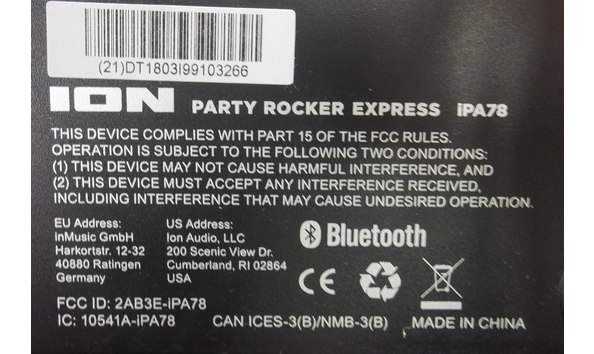 (21)DT1803I99103266
ION PARTY ROCKER EXPRESS iPA78
THIS DEVICE COMPLIES WITH PART 15 OF THE FCC RULES.
OPERATION IS SUBJECT TO THE FOLLOWING TWO CONDITIONS:
(1) THIS DEVICE MAY NOT CAUSE HARMFUL INTERFERENCE, AND
(2) THIS DEVICE MUST ACCEPT ANY INTERFERENCE RECEIVED,
INCLUDING INTERFERENCE THAT MAY CAUSE UNDESIRED OPERATION.
EU Address:
inMusic GmbH
Harkortstr. 12-32
40880 Ratingen
Germany
US Address:
Ion Audio, LLC
200 Scenic View Dr.
Cumberland, RI 02864
USA
Bluetooth
CE
FCC ID: 2AB3E-iPA78
IC: 10541A-iPA78 CAN ICES-3(B)/NMB-3(B) MADE IN CHINA